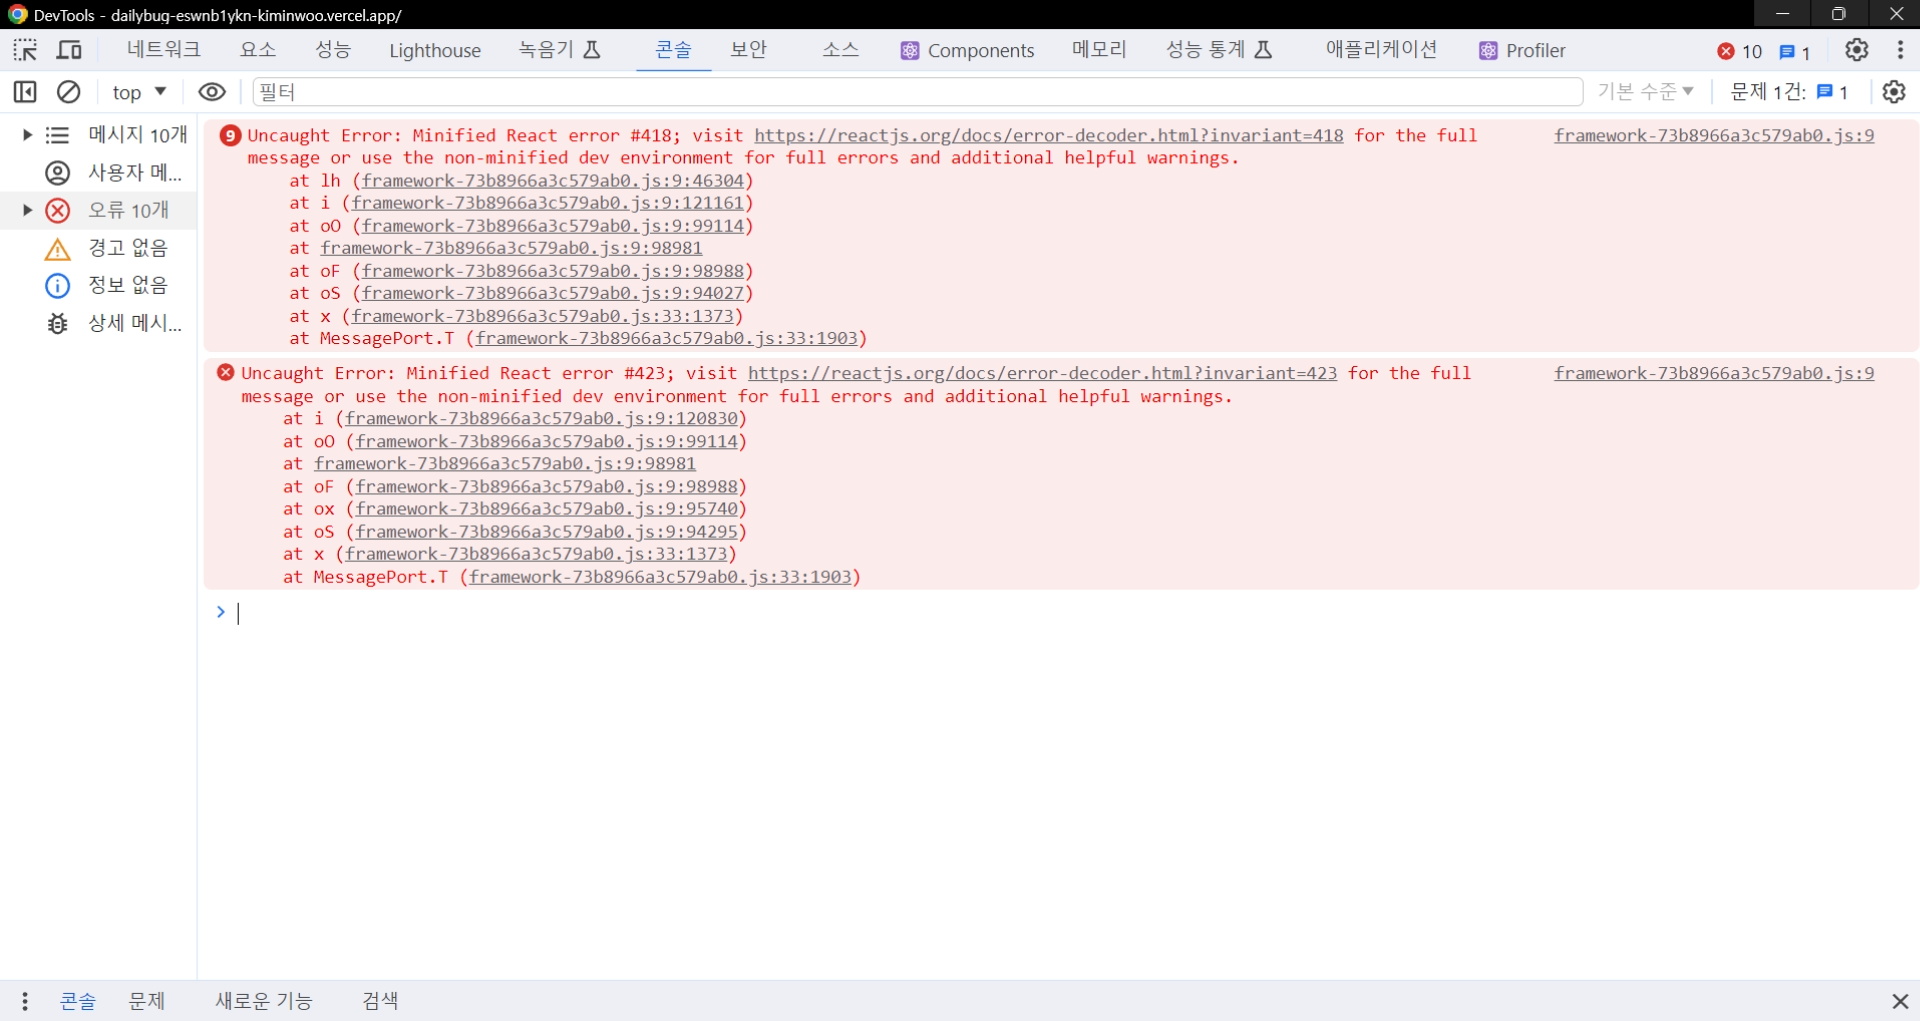 DevTools - dailybug-eswnb1ykn-kiminwoo.vercel.app/
네트워크 요소 성능 Lighthouse 녹음기 콘솔 보안 소스 Components 메모리 성능 통계 애플리케이션 Profiler 10 1
top 필터 기본 수준 문제 1건: 1
메시지 10개
사용자 메...
오류 10개
경고 없음
정보 없음
상세 메시...
9 Uncaught Error: Minified React error #418; visit https://reactjs.org/docs/error-decoder.html?invariant=418 for the full framework-73b8966a3c579ab0.js:9
message or use the non-minified dev environment for full errors and additional helpful warnings.
at lh (framework-73b8966a3c579ab0.js:9:46304)
at i (framework-73b8966a3c579ab0.js:9:121161)
at oO (framework-73b8966a3c579ab0.js:9:99114)
at framework-73b8966a3c579ab0.js:9:98981
at oF (framework-73b8966a3c579ab0.js:9:98988)
at oS (framework-73b8966a3c579ab0.js:9:94027)
at x (framework-73b8966a3c579ab0.js:33:1373)
at MessagePort.T (framework-73b8966a3c579ab0.js:33:1903)
Uncaught Error: Minified React error #423; visit https://reactjs.org/docs/error-decoder.html?invariant=423 for the full framework-73b8966a3c579ab0.js:9
message or use the non-minified dev environment for full errors and additional helpful warnings.
at i (framework-73b8966a3c579ab0.js:9:120830)
at oO (framework-73b8966a3c579ab0.js:9:99114)
at framework-73b8966a3c579ab0.js:9:98981
at oF (framework-73b8966a3c579ab0.js:9:98988)
at ox (framework-73b8966a3c579ab0.js:9:95740)
at oS (framework-73b8966a3c579ab0.js:9:94295)
at x (framework-73b8966a3c579ab0.js:33:1373)
at MessagePort.T (framework-73b8966a3c579ab0.js:33:1903)
콘솔 문제 새로운 기능 검색